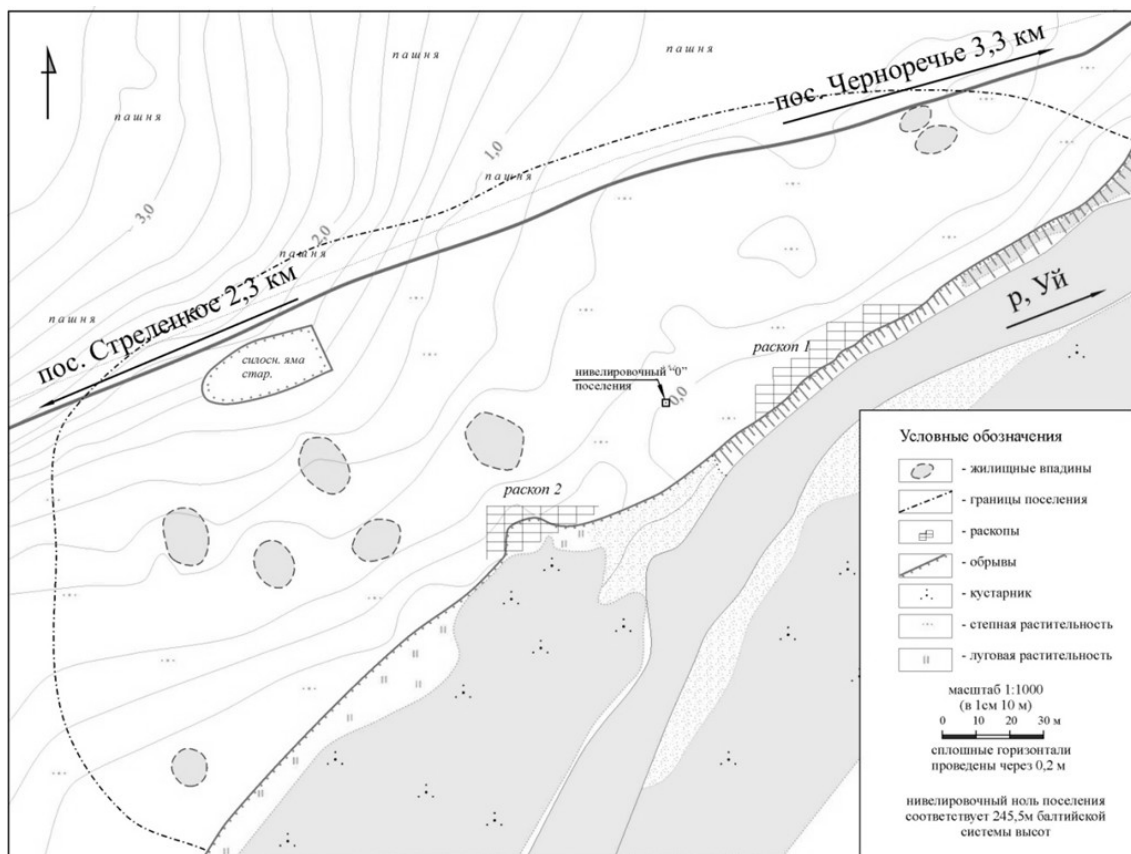 пашня
пашня
пашня
пашня
пос. Черноречье 3,3 км
1,0
пашня
3,0
2,0
пашня
пашня
пос. Стрелецкое 2,3 км
силосн. яма
стар.
р, Уй
раскоп 1
нивелировочный "0"
поселения
0,0
раскоп 2
Условные обозначения
- жилищные впадины
- границы поселения
- раскопы
- обрывы
- кустарник
- степная растительность
- луговая растительность
масштаб 1:1000
(в 1см 10 м)
0 10 20 30 м
сплошные горизонтали
проведены через 0,2 м
нивелировочный ноль поселения
соответствует 245,5м балтийской
системы высот